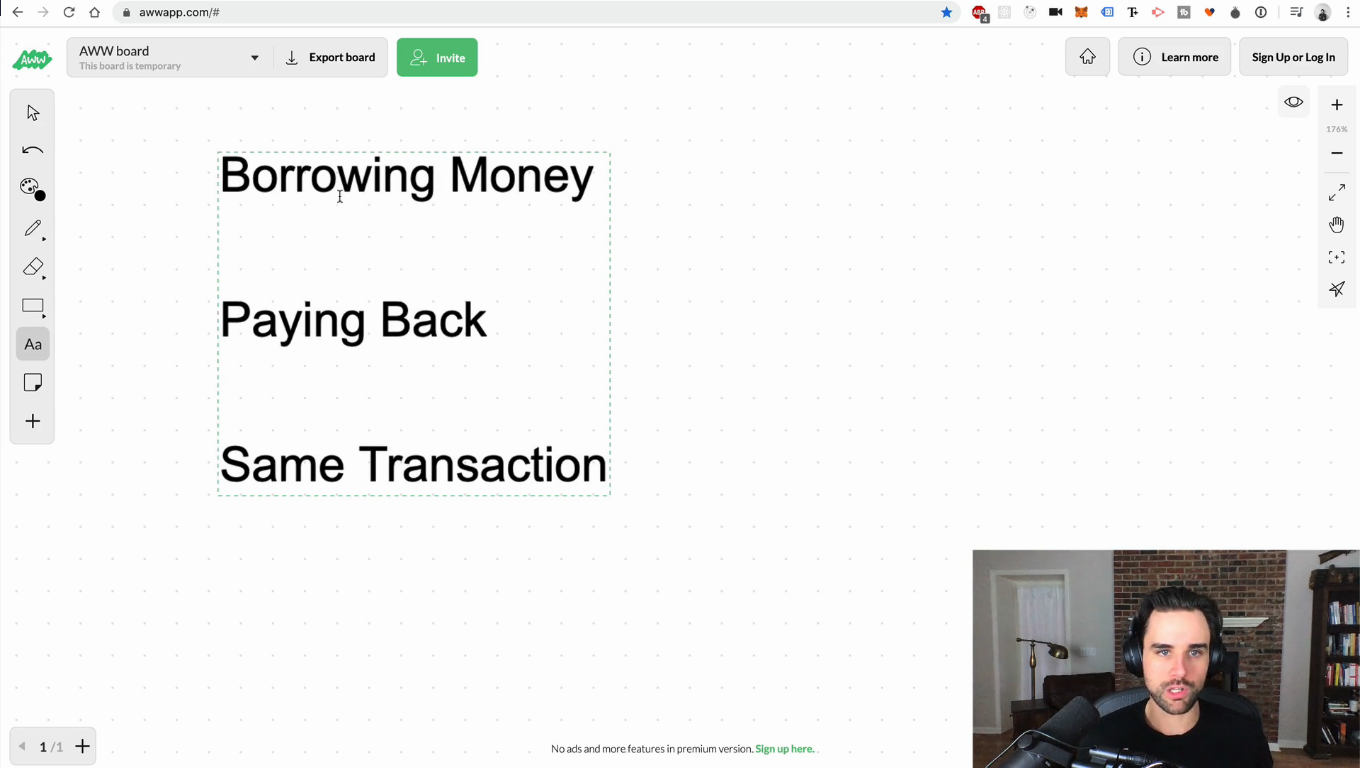 awwapp.com/#
4
AWW
AWW board
This board is temporary
Export board
Invite
Learn more
Sign Up or Log In
176%
Borrowing Money
Paying Back
Same Transaction
Aa
1 /1
No ads and more features in premium version. Sign up here.